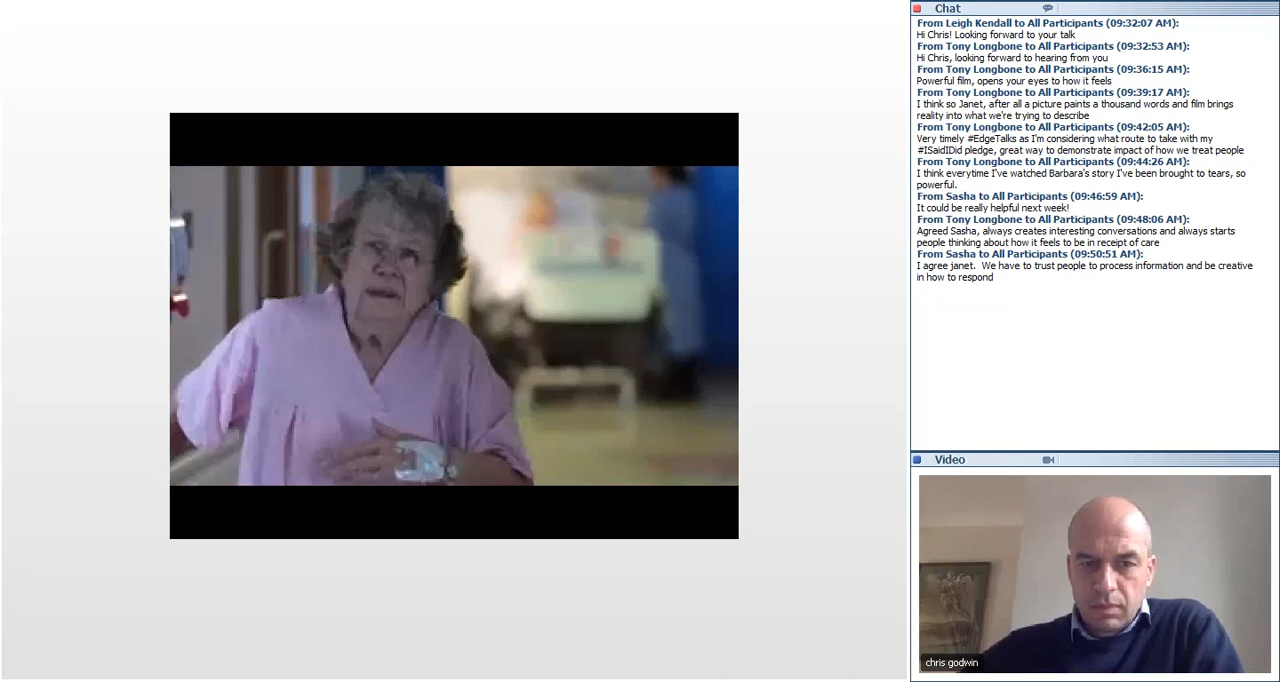 Chat
From Leigh Kendall to All Participants (09:32:07 AM):
Hi Chris! Looking forward to your talk
From Tony Longbone to All Participants (09:32:53 AM):
Hi Chris, looking forward to hearing from you
From Tony Longbone to All Participants (09:36:15 AM):
Powerful film, opens your eyes to how it feels
From Tony Longbone to All Participants (09:39:17 AM):
I think so Janet, after all a picture paints a thousand words and film brings
reality into what we're trying to describe
From Tony Longbone to All Participants (09:42:05 AM):
Very timely #EdgeTalks as I'm considering what route to take with my
#ISaidIDid pledge, great way to demonstrate impact of how we treat people
From Tony Longbone to All Participants (09:44:26 AM):
I think everytime I've watched Barbara's story I've been brought to tears, so
powerful.
From Sasha to All Participants (09:46:59 AM):
It could be really helpful next week!
From Tony Longbone to All Participants (09:48:06 AM):
Agreed Sasha, always creates interesting conversations and always starts
people thinking about how it feels to be in receipt of care
From Sasha to All Participants (09:50:51 AM):
I agree janet.  We have to trust people to process information and be creative
in how to respond
Video
chris godwin